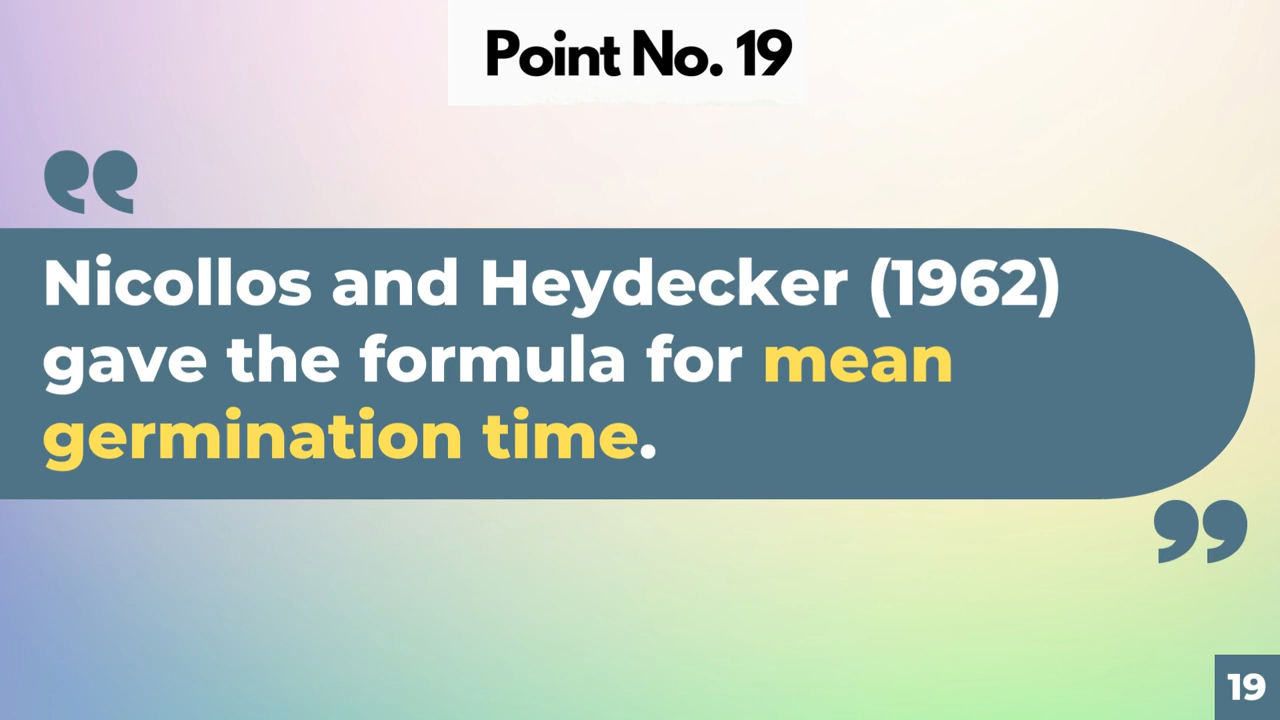 Point No. 19
Nicollos and Heydecker (1962)
gave the formula for mean
germination time.
19